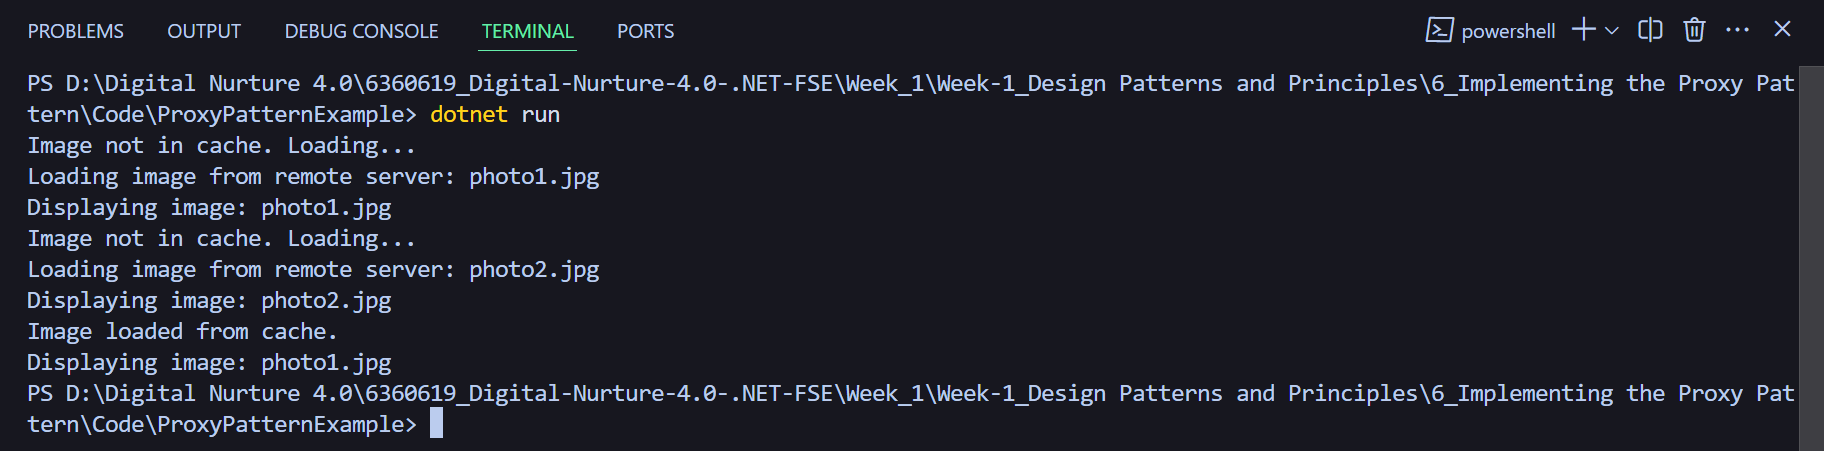 PROBLEMS OUTPUT DEBUG CONSOLE TERMINAL PORTS powershell
PS D:\Digital Nurture 4.0\6360619_Digital-Nurture-4.0-.NET-FSE\Week_1\Week-1_Design Patterns and Principles\6_Implementing the Proxy Pat
tern\Code\ProxyPatternExample> dotnet run
Image not in cache. Loading...
Loading image from remote server: photo1.jpg
Displaying image: photo1.jpg
Image not in cache. Loading...
Loading image from remote server: photo2.jpg
Displaying image: photo2.jpg
Image loaded from cache.
Displaying image: photo1.jpg
PS D:\Digital Nurture 4.0\6360619_Digital-Nurture-4.0-.NET-FSE\Week_1\Week-1_Design Patterns and Principles\6_Implementing the Proxy Pat
tern\Code\ProxyPatternExample>